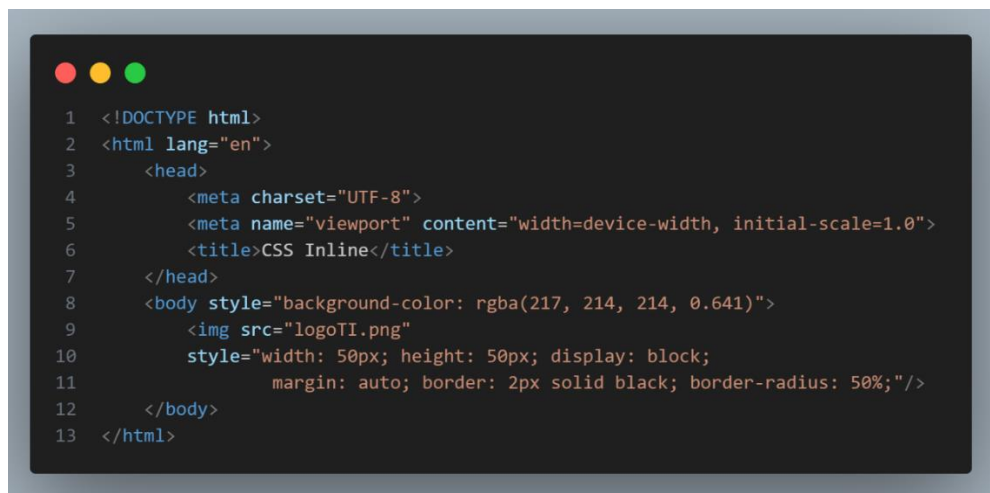 1 <!DOCTYPE html>
2 <html lang="en">
3 <head>
4 <meta charset="UTF-8">
5 <meta name="viewport" content="width=device-width, initial-scale=1.0">
6 <title>CSS Inline</title>
7 </head>
8 <body style="background-color: rgba(217, 214, 214, 0.641)">
9 <img src="logoTI.png"
10 style="width: 50px; height: 50px; display: block;
11 margin: auto; border: 2px solid black; border-radius: 50%;"/>
12 </body>
13 </html>